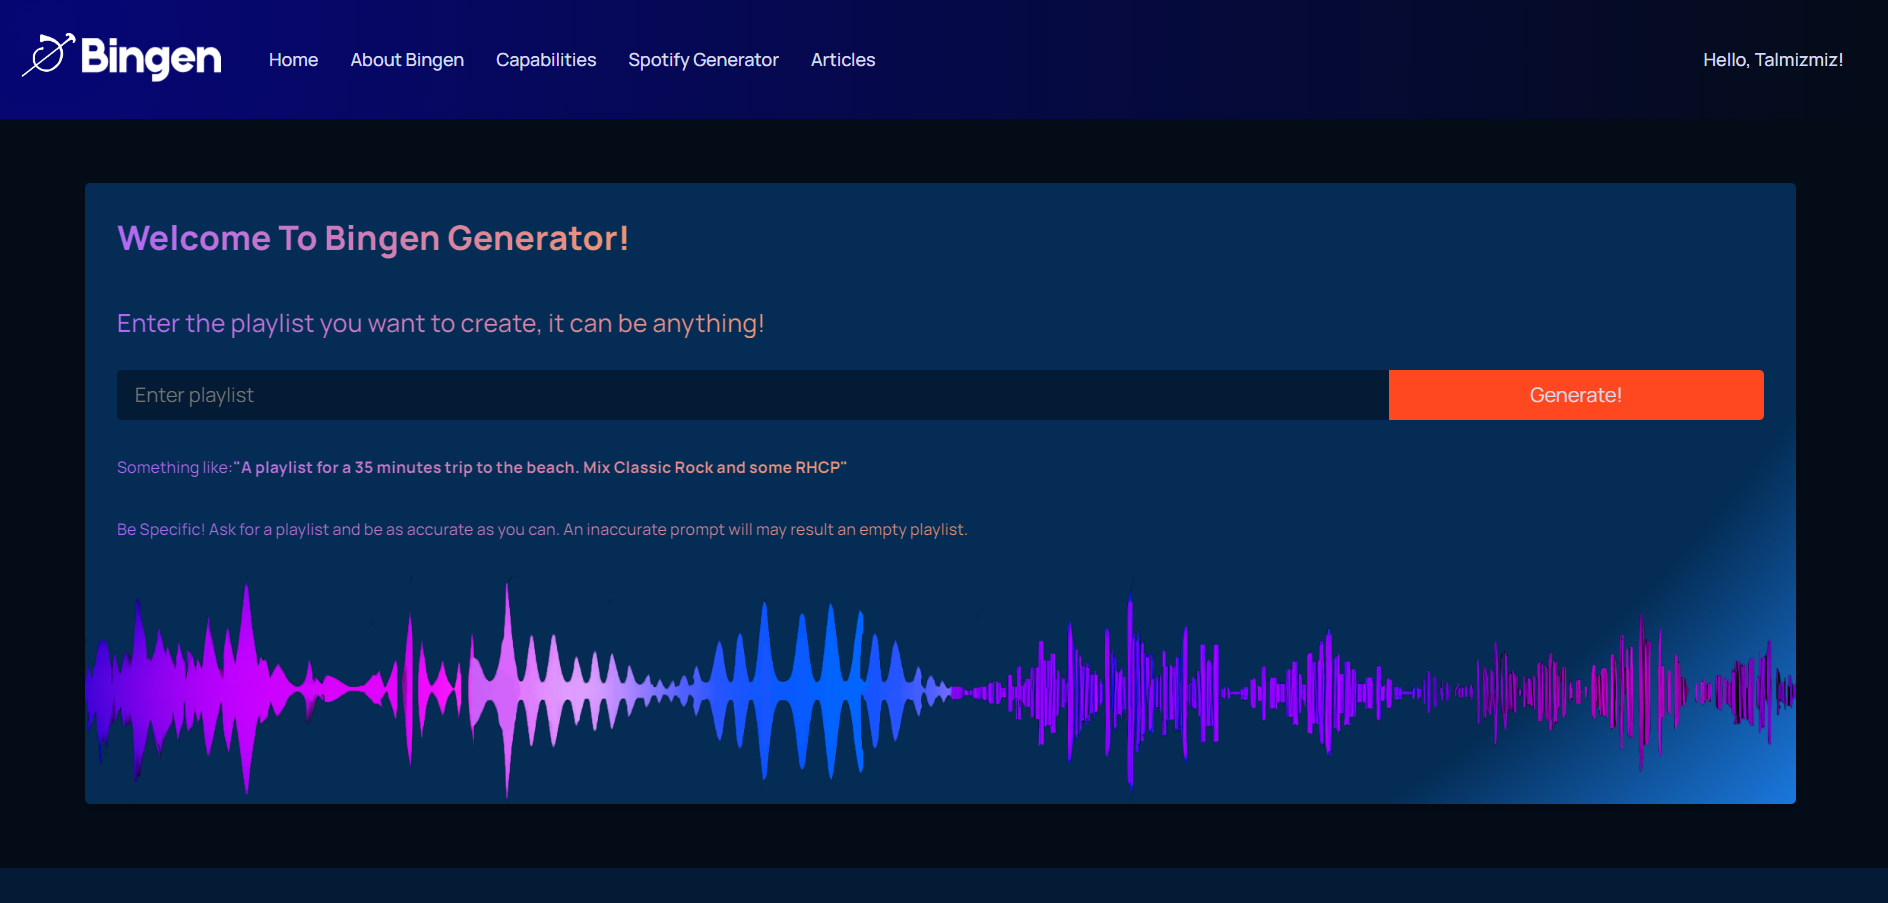 Bingen
Home
About Bingen
Capabilities
Spotify Generator
Articles
Hello, Talmizmiz!
Welcome To Bingen Generator!
Enter the playlist you want to create, it can be anything!
Enter playlist
Generate!
Something like:"A playlist for a 35 minutes trip to the beach. Mix Classic Rock and some RHCP"
Be Specific! Ask for a playlist and be as accurate as you can. An inaccurate prompt will may result an empty playlist.